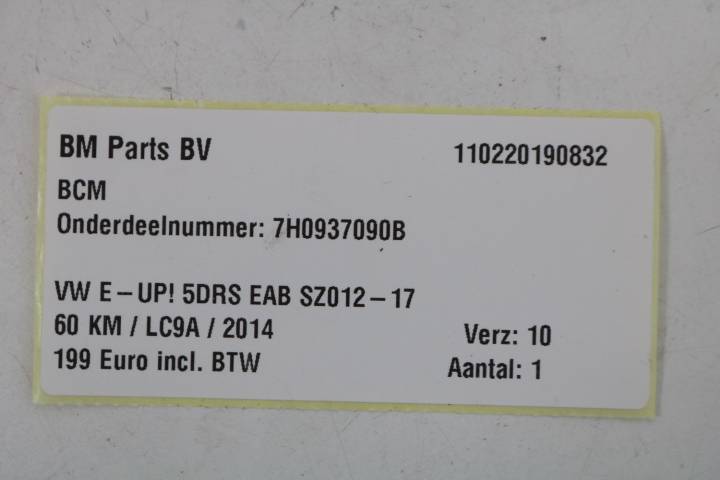 BM Parts BV 110220190832
BCM
Onderdeelnummer: 7H0937090B
VW E-UP! 5DRS EAB SZ012-17
60 KM / LC9A / 2014 Verz: 10
199 Euro incl. BTW Aantal: 1